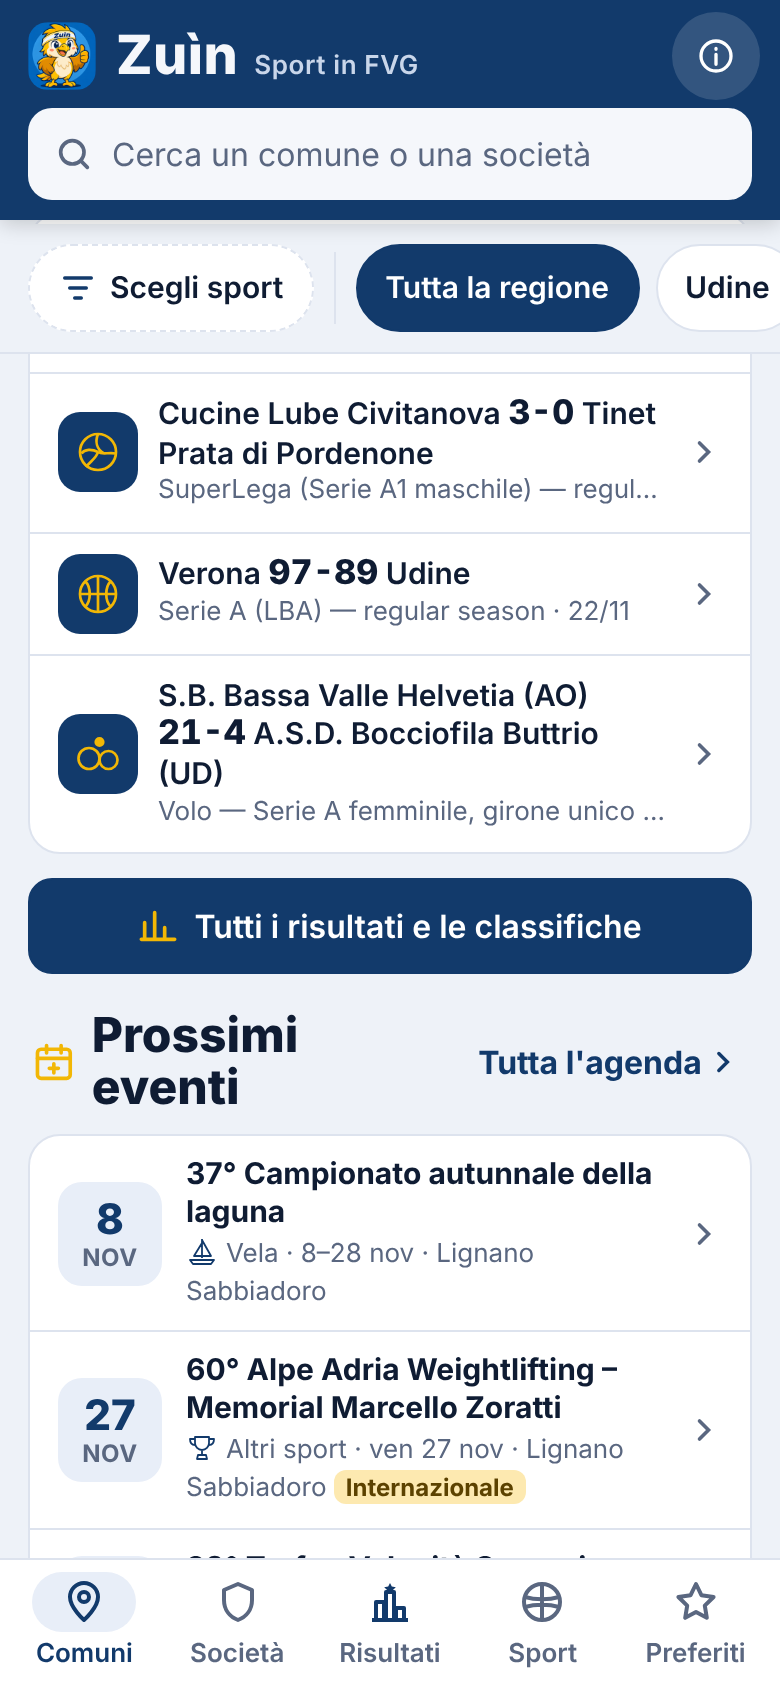 Zuìn Sport in FVG
Cerca un comune o una società
Scegli sport
Tutta la regione
Udine
Cucine Lube Civitanova 3-0 Tinet
Prata di Pordenone
SuperLega (Serie A1 maschile) — regul...
Verona 97-89 Udine
Serie A (LBA) — regular season · 22/11
S.B. Bassa Valle Helvetia (AO)
21-4 A.S.D. Bocciofila Buttrio
(UD)
Volo — Serie A femminile, girone unico ...
Tutti i risultati e le classifiche
Prossimi
eventi
Tutta l'agenda
8
NOV
37° Campionato autunnale della
laguna
Vela · 8–28 nov · Lignano
Sabbiadoro
27
NOV
60° Alpe Adria Weightlifting –
Memorial Marcello Zoratti
Altri sport · ven 27 nov · Lignano
Sabbiadoro Internazionale
Comuni
Società
Risultati
Sport
Preferiti